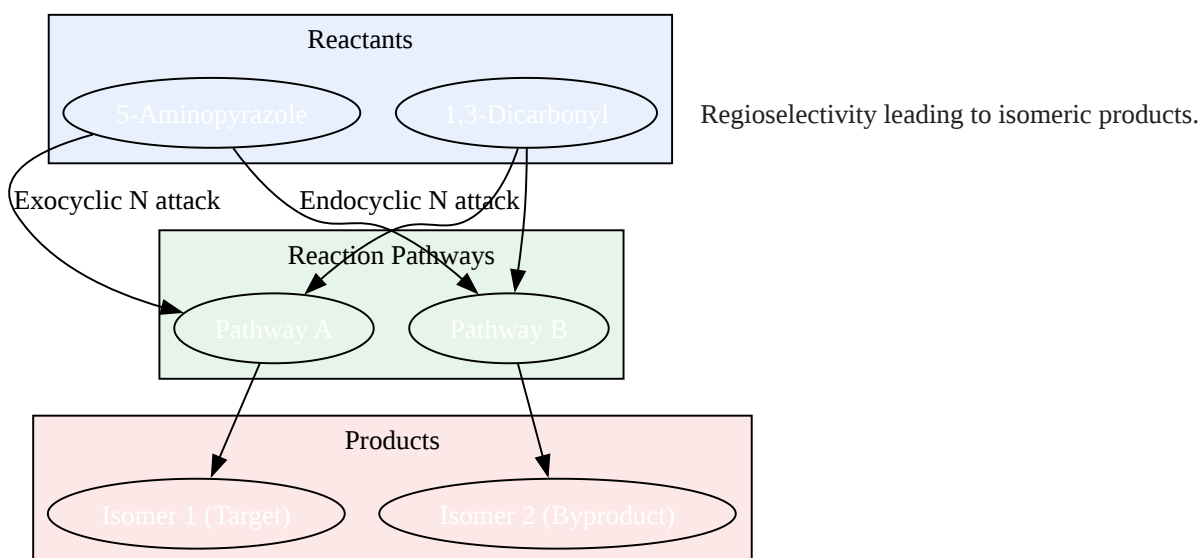 Reactants
5-Aminopyrazole
1,3-Dicarbonyl
Regioselectivity leading to isomeric products.
Exocyclic N attack
Endocyclic N attack
Reaction Pathways
Pathway A
Pathway B
Products
Isomer 1 (Target)
Isomer 2 (Byproduct)